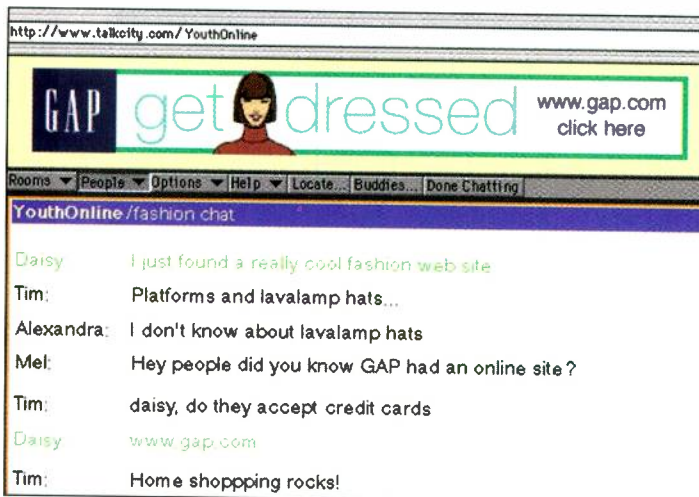 http://www.talkcity.com/YouthOnline
GAP get dressed www.gap.com
click here
Rooms People Options Help Locate... Buddies... Done Chatting
YouthOnline/fashion chat
Daisy I just found a really cool fashion web site
Tim: Platforms and lavalamp hats...
Alexandra: I don't know about lavalamp hats
Mel: Hey people did you know GAP had an online site?
Tim: daisy, do they accept credit cards
Daisy www.gap.com
Tim: Home shoppping rocks!